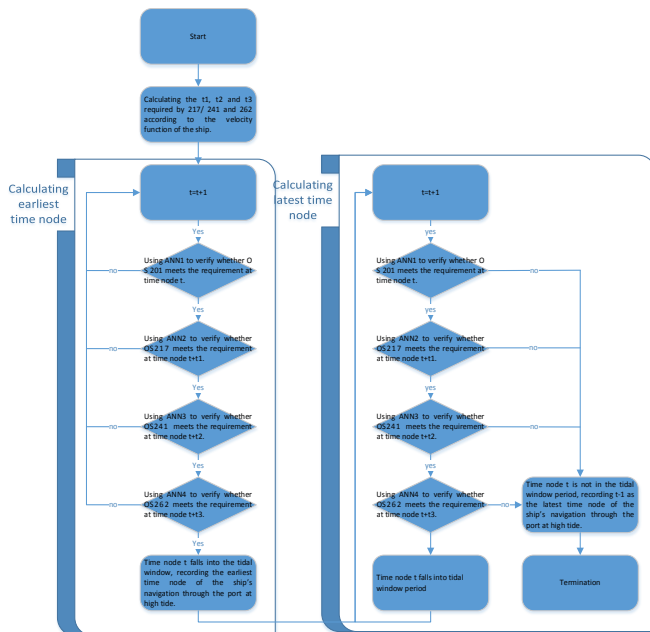 Start
Calculating the t1, t2 and t3
required by 217/ 241 and 262
according to the velocity
function of the ship.
Calculating
earliest
time node
t=t+1
Yes
Using ANN1 to verify whether O
S 201 meets the requirement at
time node t.
no
Yes
Using ANN2 to verify whether
OS217 meets the requirement
at time node t+t1.
no
Yes
Using ANN3 to verify whether
OS241 meets the requirement
at time node t+t2.
no
Yes
Using ANN4 to verify whether
OS262 meets the requirement
at time node t+t3.
no
Yes
Time node t falls into the tidal
window, recording the earliest
time node of the ship's
navigation through the port at
high tide.
Calculating
latest time
node
t=t+1
yes
Using ANN1 to verify whether O
S 201 meets the requirement at
time node t.
no
yes
Using ANN2 to verify whether
OS217 meets the requirement
at time node t+t1.
no
yes
Using ANN3 to verify whether
OS241 meets the requirement
at time node t+t2.
no
yes
Using ANN4 to verify whether
OS262 meets the requirement
at time node t+t3.
no
Time node t is not in the tidal
window period, recording t-1 as
the latest time node of the
ship's navigation through the
port at high tide.
Time node t falls into tidal
window period
Termination